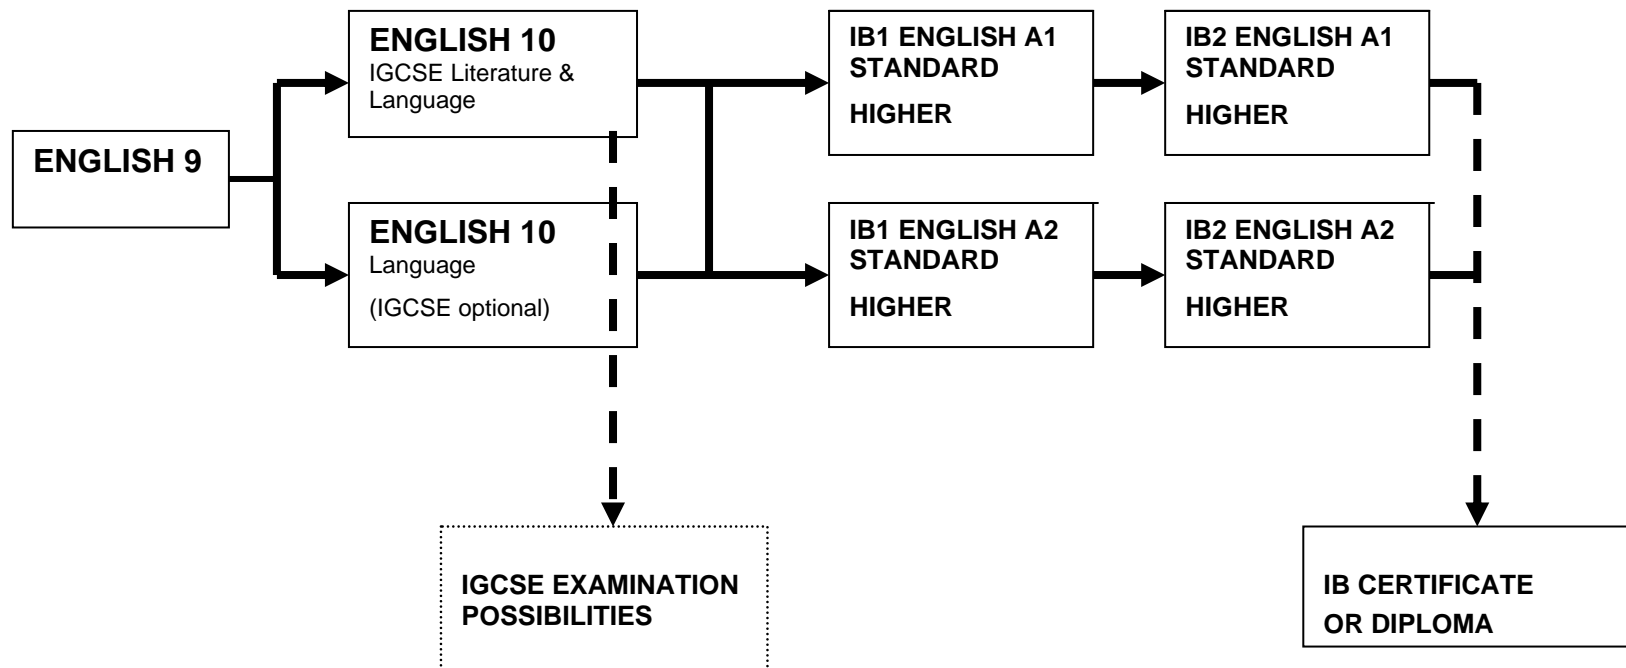 ENGLISH 9
ENGLISH 10
IGCSE Literature &
Language
ENGLISH 10
Language
(IGCSE optional)
IB1 ENGLISH A1
STANDARD
HIGHER
IB2 ENGLISH A1
STANDARD
HIGHER
IB1 ENGLISH A2
STANDARD
HIGHER
IB2 ENGLISH A2
STANDARD
HIGHER
IGCSE EXAMINATION
POSSIBILITIES
IB CERTIFICATE
OR DIPLOMA